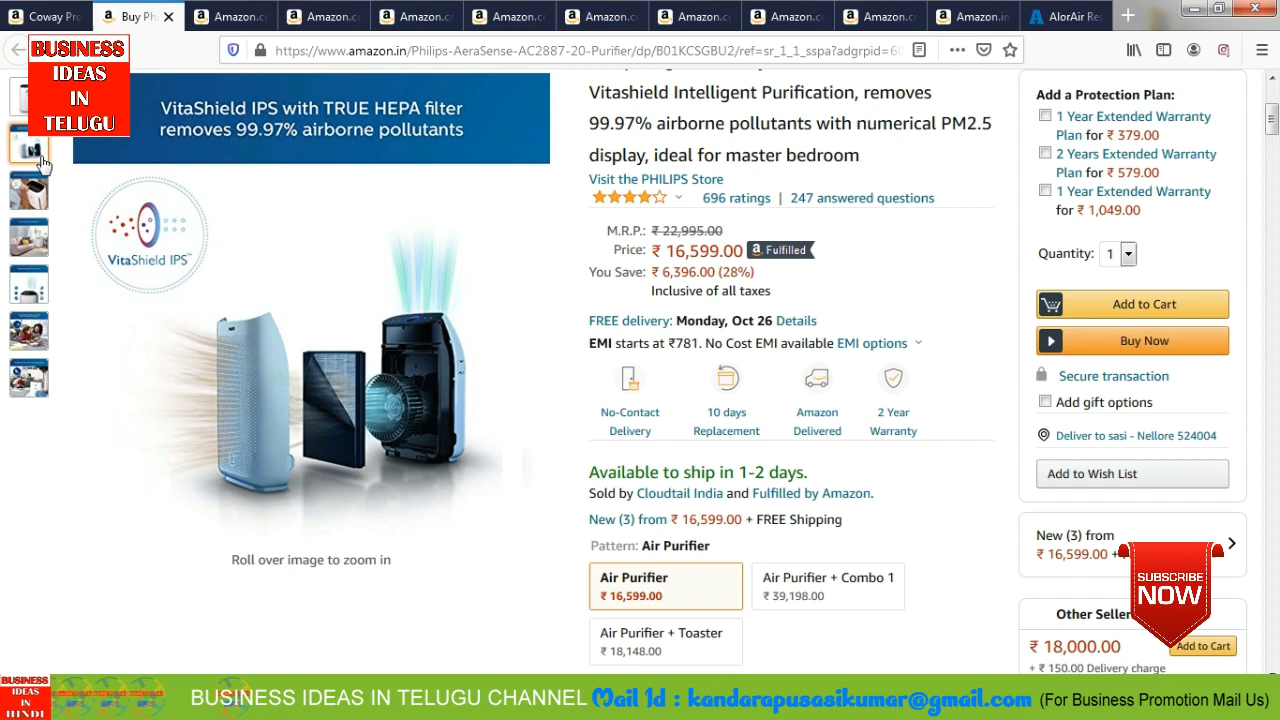 Coway Pro
Buy Ph
Amazon.c
Amazon.co
Amazon.co
Amazon.co
Amazon.co
Amazon.co
Amazon.co
Amazon.co
Amazon.in
AlorAir Res
https://www.amazon.in/Philips-AeraSense-AC2887-20-Purifier/dp/B01KCSGBU2/ref=sr_1_1_sspa?adgrpid=60
BUSINESS
IDEAS
IN
TELUGU
VitaShield IPS with TRUE HEPA filter
removes 99.97% airborne pollutants
VitaShield IPS™
Roll over image to zoom in
Vitashield Intelligent Purification, removes
99.97% airborne pollutants with numerical PM2.5
display, ideal for master bedroom
Visit the PHILIPS Store
696 ratings | 247 answered questions
M.R.P.: ₹ 22,995.00
Price: ₹ 16,599.00 a Fulfilled
You Save: ₹ 6,396.00 (28%)
Inclusive of all taxes
FREE delivery: Monday, Oct 26 Details
EMI starts at ₹781. No Cost EMI available EMI options
No-Contact
Delivery
10 days
Replacement
Amazon
Delivered
2 Year
Warranty
Available to ship in 1-2 days.
Sold by Cloudtail India and Fulfilled by Amazon.
New (3) from ₹ 16,599.00 + FREE Shipping
Pattern: Air Purifier
Air Purifier
₹ 16,599.00
Air Purifier + Combo 1
₹ 39,198.00
Air Purifier + Toaster
₹ 18,148.00
Add a Protection Plan:
1 Year Extended Warranty
Plan for ₹ 379.00
2 Years Extended Warranty
Plan for ₹ 579.00
1 Year Extended Warranty
for ₹ 1,049.00
Quantity: 1
Add to Cart
Buy Now
Secure transaction
Add gift options
Deliver to sasi - Nellore 524004
Add to Wish List
New (3) from
₹ 16,599.00 +
SUBSCRIBE
NOW
Other Seller
₹ 18,000.00
Add to Cart
+ ₹ 150.00 Delivery charge
BUSINESS
IDEAS
IN
HINDI
BUSINESS IDEAS IN TELUGU CHANNEL Mail Id : kandarapusasikumar@gmail.com (For Business Promotion Mail Us)